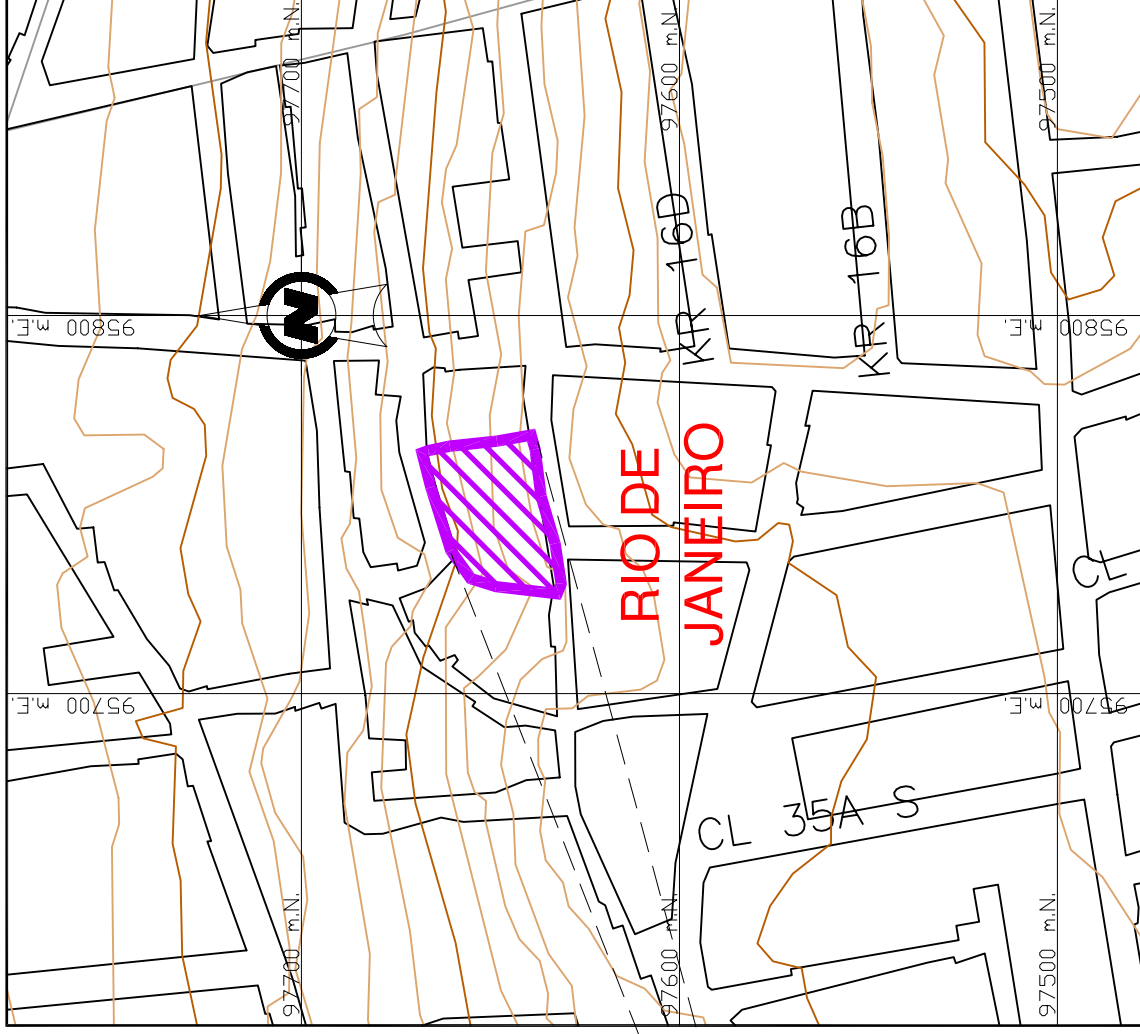 97700 m.N.
97600 m.N.
97500 m.N.
KR 16D
KR 16B
95800 m.E.
95800 m.E.
N
RIO DE
JANEIRO
CL
95700 m.E.
95700 m.E.
CL 35A S
97700 m.N.
97600 m.N.
97500 m.N.